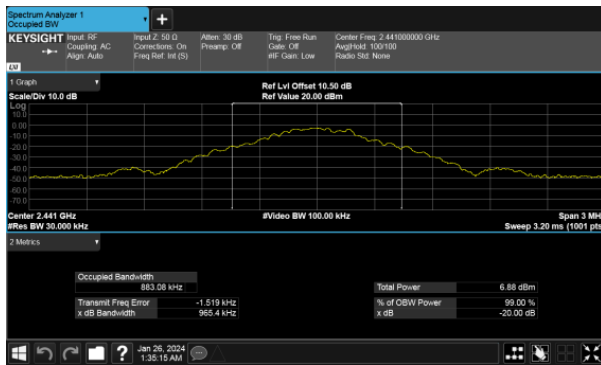 Spectrum Analyzer 1
Occupied BW
KEYSIGHT Input: RF Input Z: 50 Ω Atten: 30 dB Trig: Free Run Center Freq: 2.441000000 GHz
Coupling: AC Corrections: On Preamp: Off Gate: Off Avg|Hold: 100/100
Align: Auto Freq Ref: Int (S) #IF Gain: Low Radio Std: None
LXI
1 Graph
Ref Lvl Offset 10.50 dB
Scale/Div 10.0 dB Ref Value 20.00 dBm
Log
10.0
0.00
-10.0
-20.0
-30.0
-40.0
-50.0
-60.0
-70.0
Center 2.441 GHz #Video BW 100.00 kHz Span 3 MH
#Res BW 30.000 kHz Sweep 3.20 ms (1001 pts
2 Metrics
Occupied Bandwidth
883.08 kHz Total Power 6.88 dBm
Transmit Freq Error -1.519 kHz % of OBW Power 99.00 %
x dB Bandwidth 965.4 kHz x dB -20.00 dB
? Jan 26, 2024
1:35:15 AM